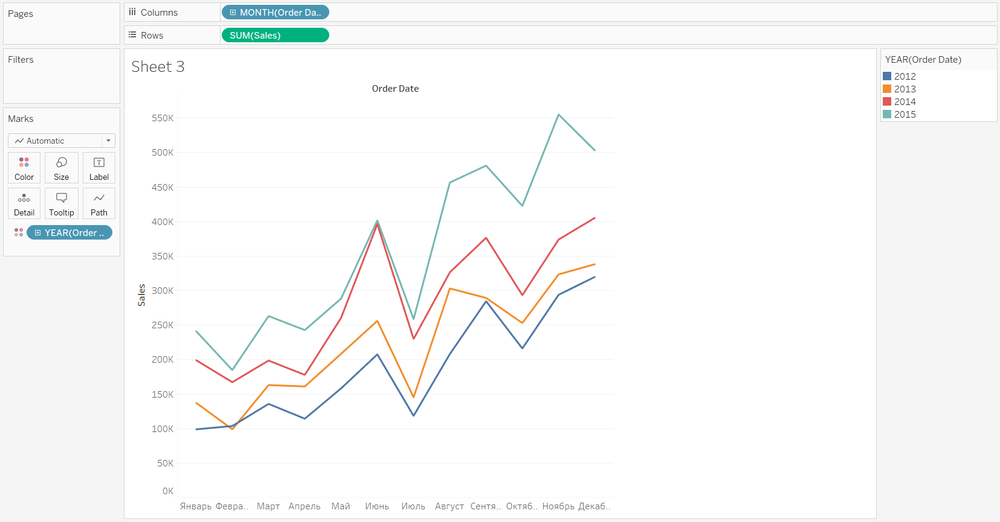 Pages
Columns
MONTH(Order Da..
Rows
SUM(Sales)
Filters
Marks
Automatic
Color
Size
Label
Detail
Tooltip
Path
YEAR(Order ..
Sheet 3
Order Date
Sales
550K
500K
450K
400K
350K
300K
250K
200K
150K
100K
50K
0K
Январь Февра.. Март Апрель Май Июнь Июль Август Сентя.. Октяб.. Ноябрь Декаб..
YEAR(Order Date)
2012
2013
2014
2015